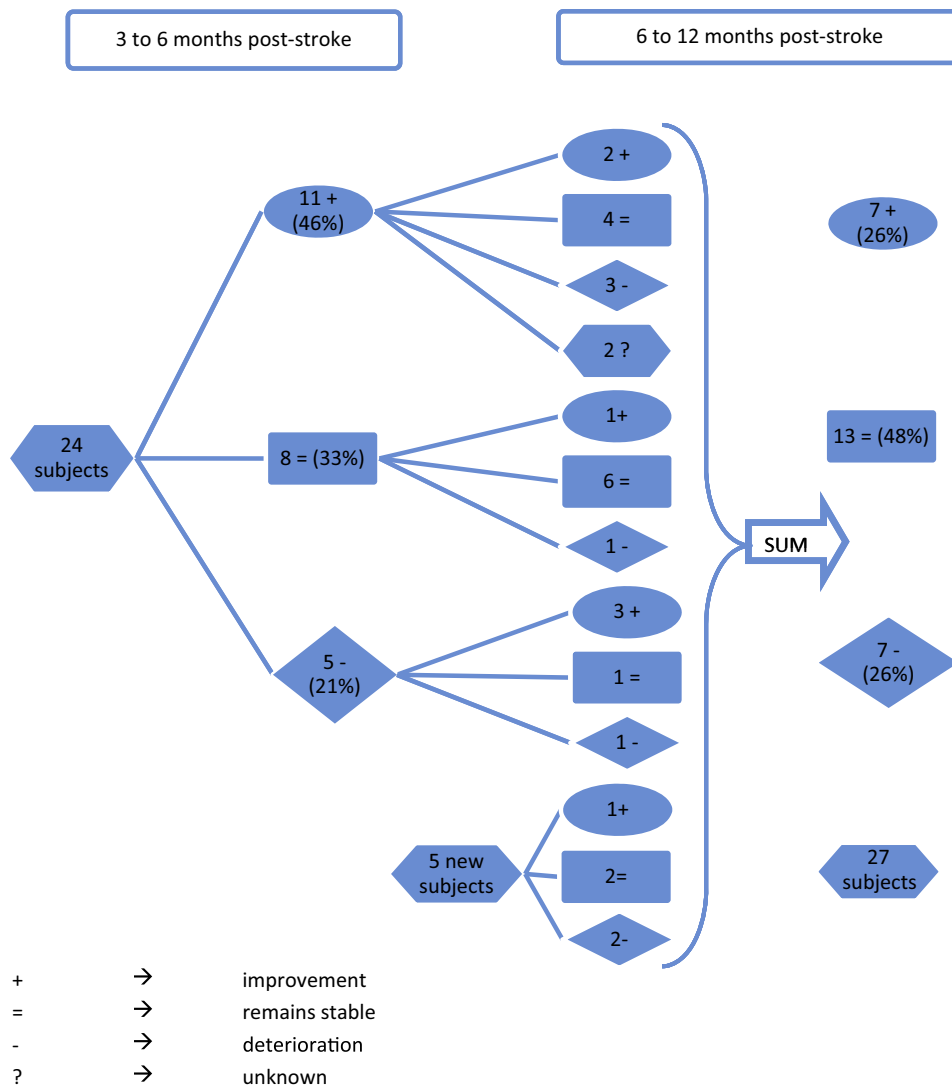 3 to 6 months post-stroke
6 to 12 months post-stroke
24
subjects
11 +
(46%)
8 = (33%)
5 -
(21%)
5 new
subjects
2 +
4 =
3 -
2 ?
1+
6 =
1 -
3 +
1 =
1 -
1+
2=
2-
SUM
7 +
(26%)
13 = (48%)
7 -
(26%)
27
subjects
+ → improvement
= → remains stable
- → deterioration
? → unknown